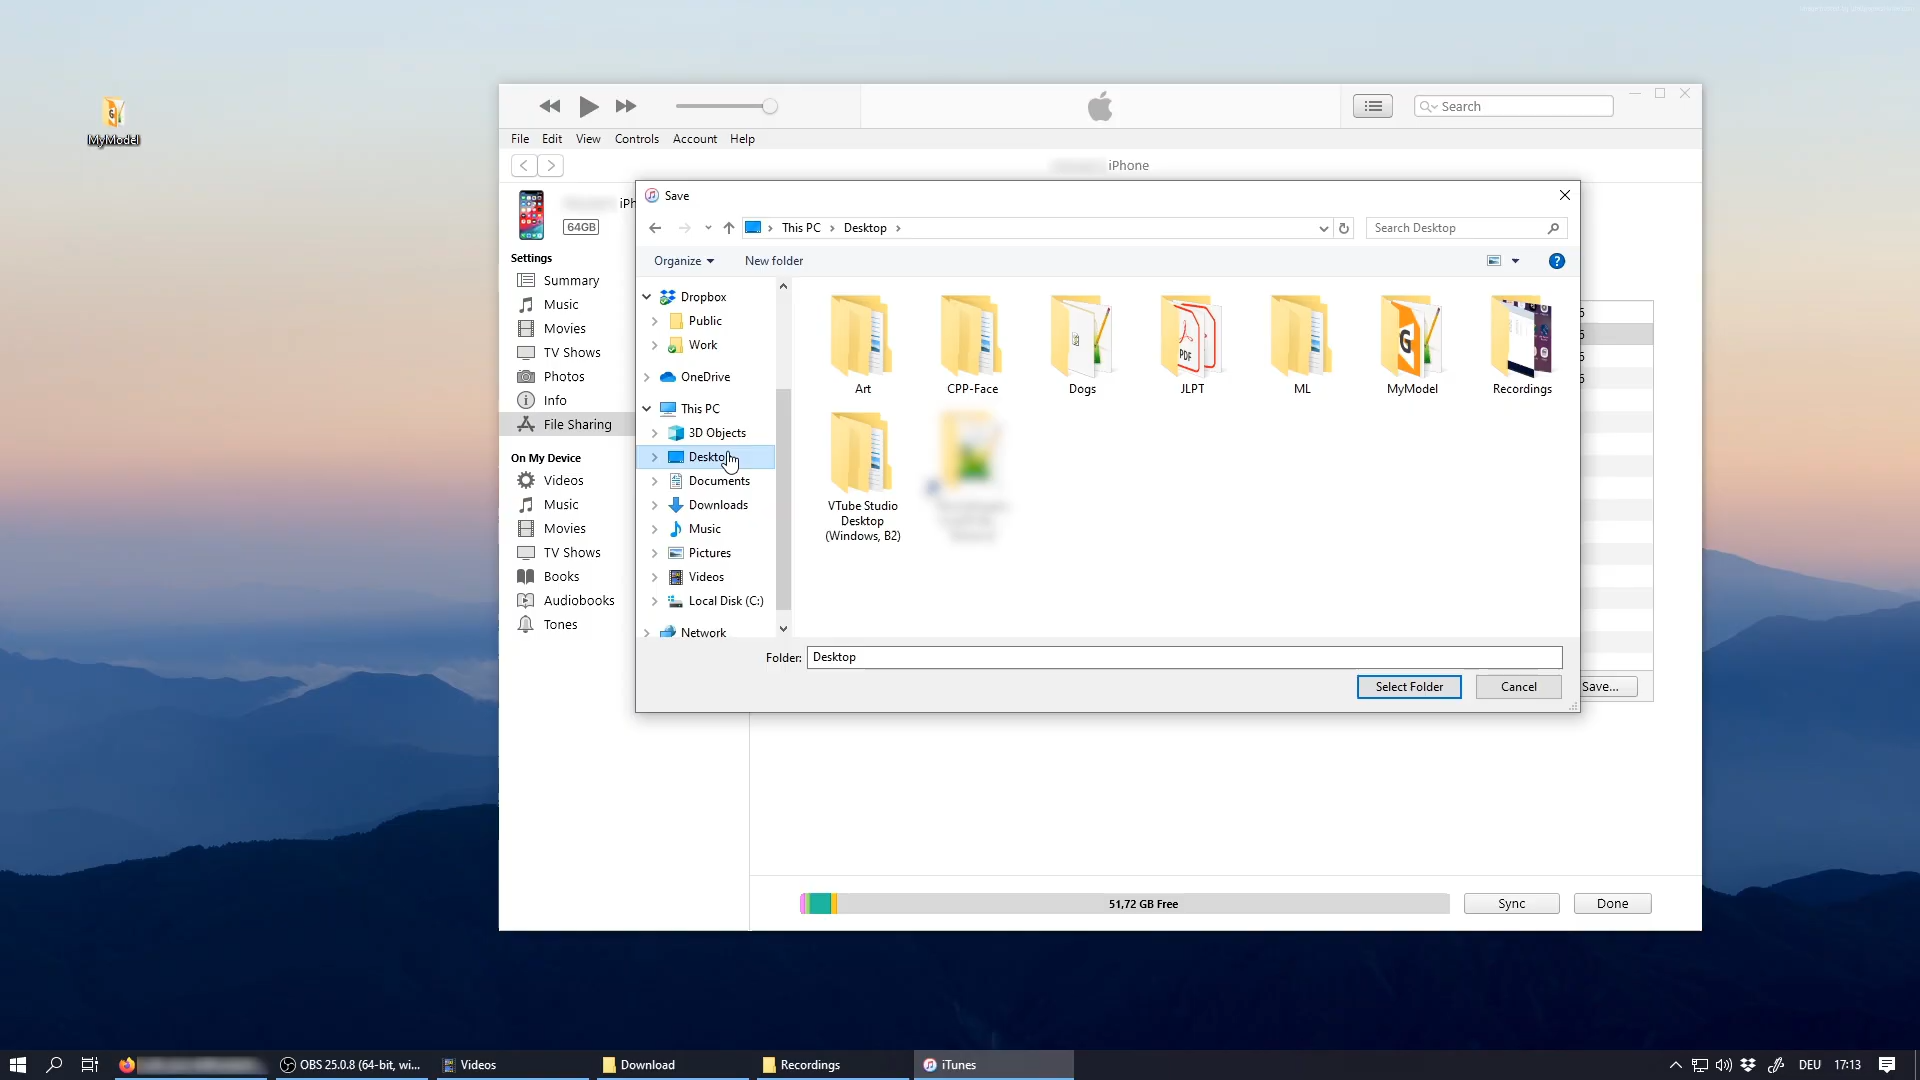 MyModel
Search
File Edit View Controls Account Help
iPhone
64GB
Settings
Summary
Music
Movies
TV Shows
Photos
Info
File Sharing
On My Device
Videos
Music
Movies
TV Shows
Books
Audiobooks
Tones
Save
This PC Desktop
Search Desktop
Organize New folder
Dropbox
Public
Work
OneDrive
This PC
3D Objects
Desktop
Documents
Downloads
Music
Pictures
Videos
Local Disk (C:)
Network
Art CPP-Face Dogs JLPT ML MyModel Recordings
PDF
VTube Studio
Desktop
(Windows, B2)
Folder: Desktop
Select Folder Cancel
Save...
51,72 GB Free
Sync Done
OBS 25.0.8 (64-bit, wi... Videos Download Recordings iTunes
DEU 17:13